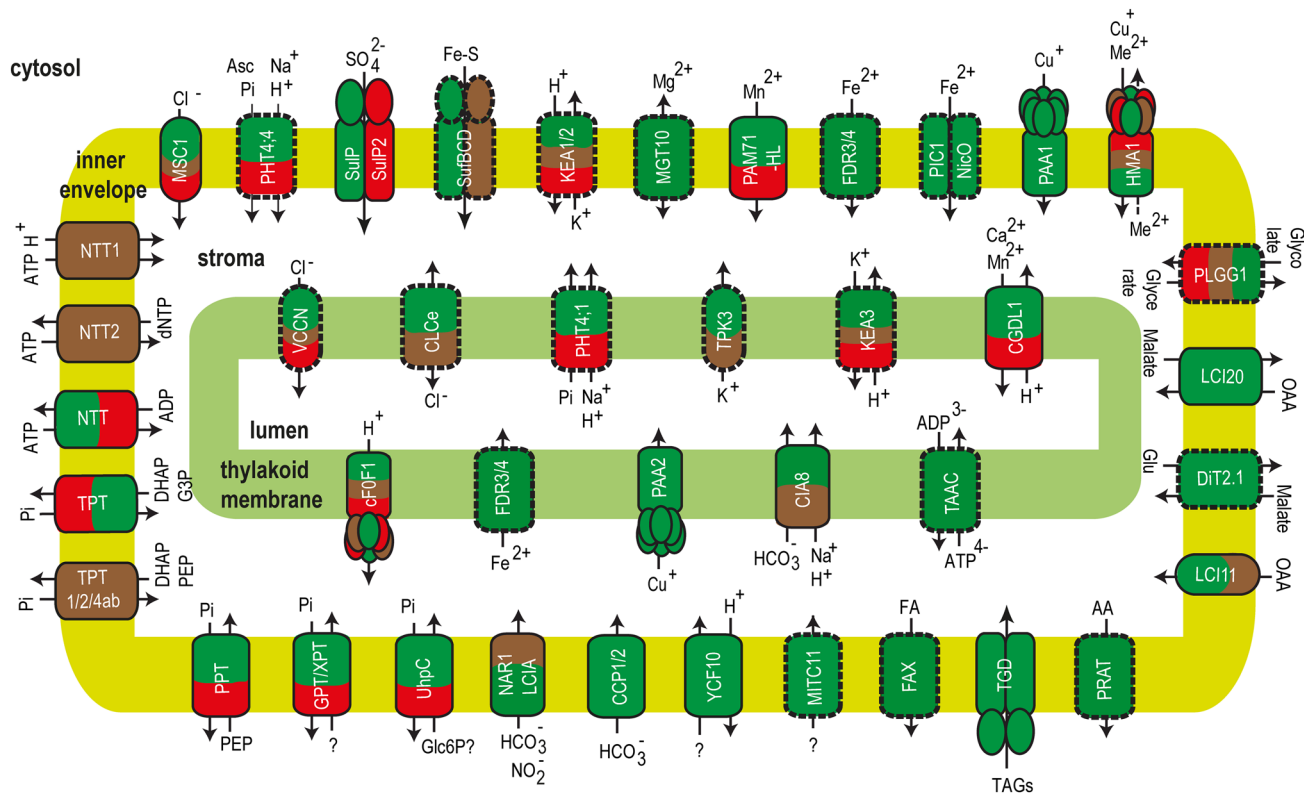 cytosol
Cl -
Asc Na+
Pi H+
SO4 2-
Fe-S
H+
Mg2+
Mn2+
Fe2+
Fe2+
Cu+
Cu+
Me2+
MSC1
PHT4;4
SulP
SulP2
SufBCD
KEA1/2
MGT10
PAM71
-HL
FDR3/4
PIC1
NicO
PAA1
HMA1
K+
Me2+
inner
envelope
ATP H+
NTT1
ATP
NTT2
dNTP
ATP
NTT
ADP
Pi
TPT
DHAP
G3P
Pi
TPT
1/2/4ab
DHAP
PEP
stroma
Cl-
K+
Ca2+
Mn2+
VCCN
CLCe
PHT4;1
TPK3
KEA3
CGDL1
Cl-
Pi Na+
H+
K+
H+
H+
lumen
thylakoid
membrane
H+
ADP3-
cF0F1
FDR3/4
PAA2
CIA8
TAAC
Fe2+
Cu+
HCO3-
Na+
H+
ATP4-
Glyco
late
PLGG1
Glyce
rate
Malate
LCI20
OAA
Glu
DiT2.1
Malate
LCI11
OAA
Pi
Pi
Pi
H+
FA
AA
PPT
GPT/XPT
UhpC
NAR1
LCIA
CCP1/2
YCF10
MITC11
FAX
TGD
PRAT
PEP
?
Glc6P?
HCO3-
NO2-
HCO3-
?
?
TAGs